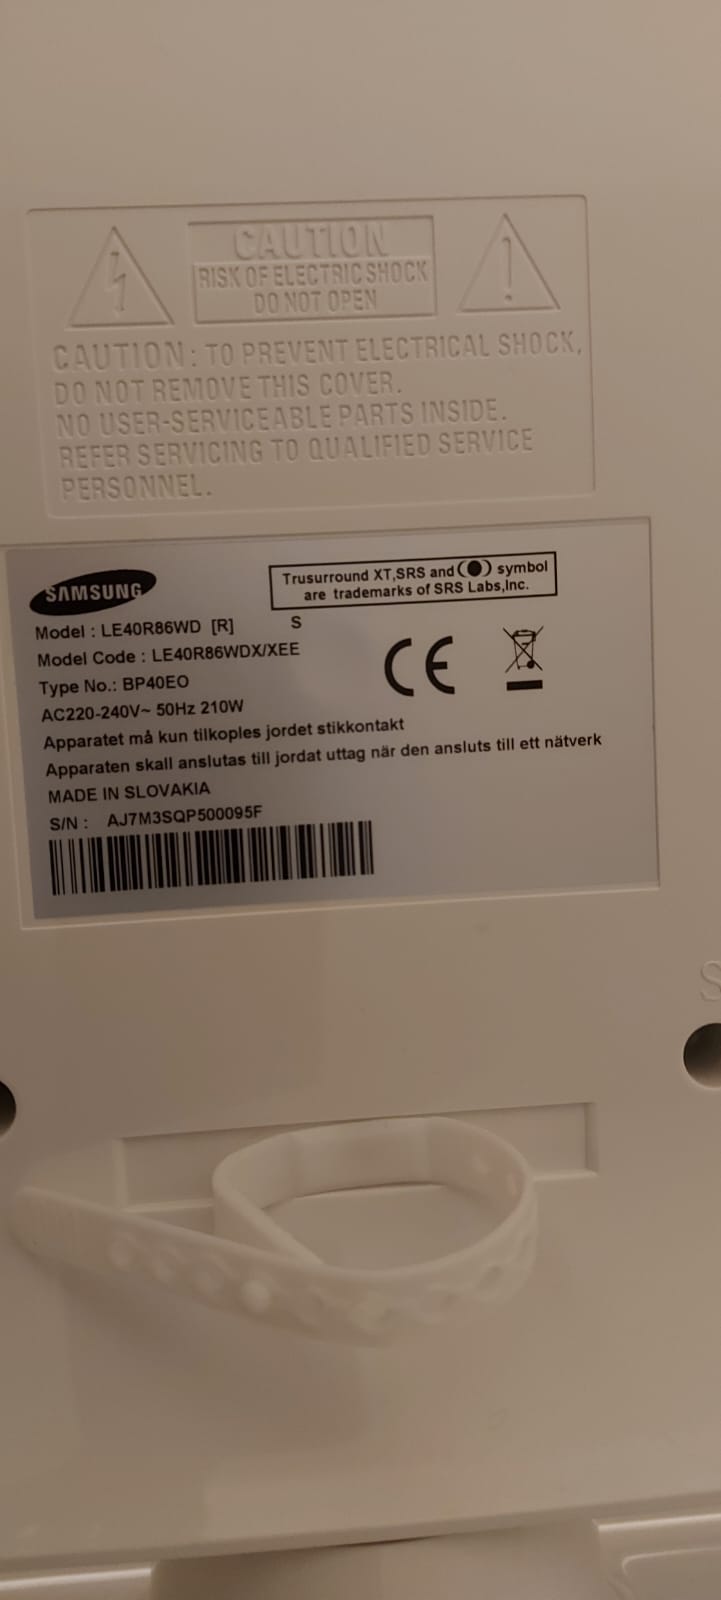 CAUTION
RISK OF ELECTRIC SHOCK
DO NOT OPEN
CAUTION: TO PREVENT ELECTRICAL SHOCK,
DO NOT REMOVE THIS COVER.
NO USER-SERVICEABLE PARTS INSIDE.
REFER SERVICING TO QUALIFIED SERVICE
PERSONNEL.
SAMSUNG
Trusurround XT,SRS and symbol
are trademarks of SRS Labs,Inc.
Model : LE40R86WD [R] S
Model Code : LE40R86WDX/XEE
Type No.: BP40EO
AC220-240V~ 50Hz 210W
CE
Apparatet må kun tilkoples jordet stikkontakt
Apparaten skall anslutas till jordat uttag när den ansluts till ett nätverk
MADE IN SLOVAKIA
S/N : AJ7M3SQP500095F
S